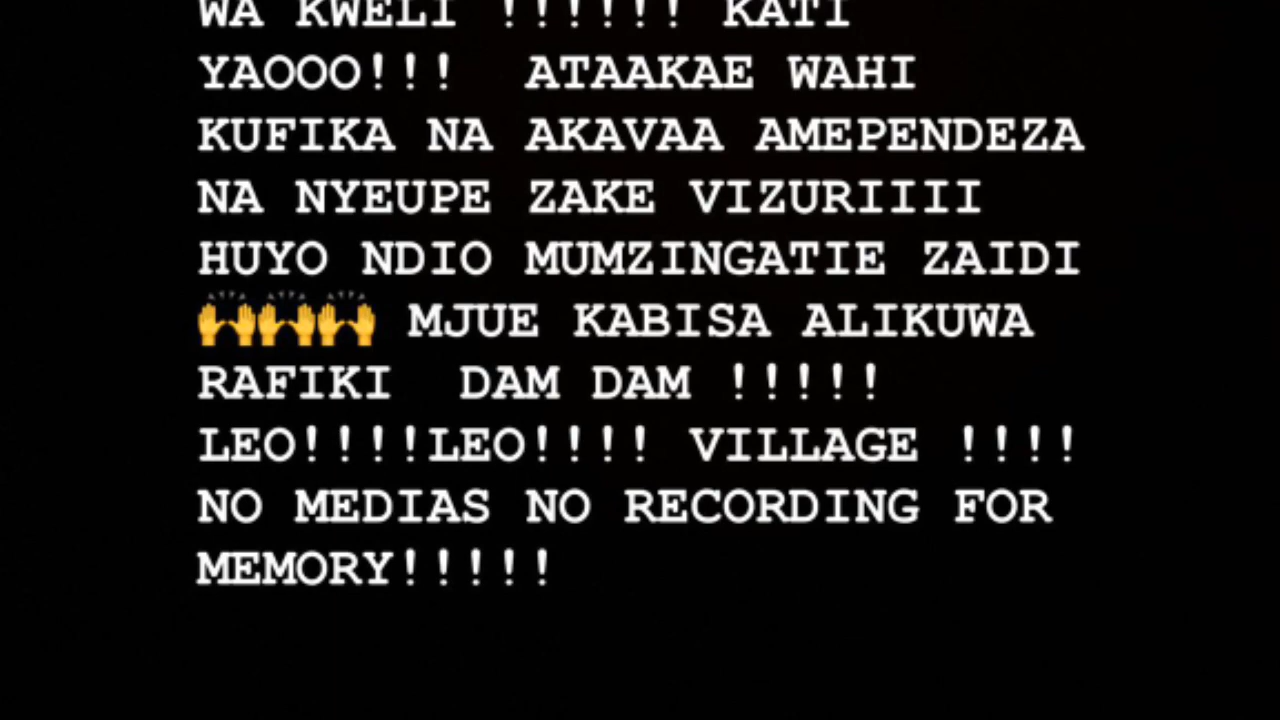 WA KWELI !!!!!! KATI
YAOOO!!!  ATAAKAE WAHI
KUFIKA NA AKAVAA AMEPENDEZA
NA NYEUPE ZAKE VIZURIIII
HUYO NDIO MUMZINGATIE ZAIDI
🙌🙌🙌 MJUE KABISA ALIKUWA
RAFIKI  DAM DAM !!!!!
LEO!!!!LEO!!!! VILLAGE !!!!
NO MEDIAS NO RECORDING FOR
MEMORY!!!!!